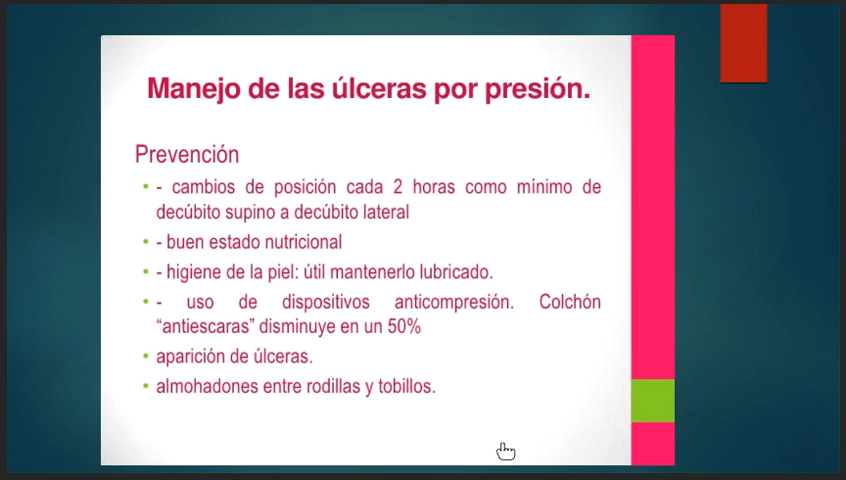 Manejo de las úlceras por presión.
Prevención
• - cambios de posición cada 2 horas como mínimo de
decúbito supino a decúbito lateral
• - buen estado nutricional
• - higiene de la piel: útil mantenerlo lubricado.
• - uso de dispositivos anticompresión. Colchón
“antiescaras” disminuye en un 50%
• aparición de úlceras.
• almohadones entre rodillas y tobillos.